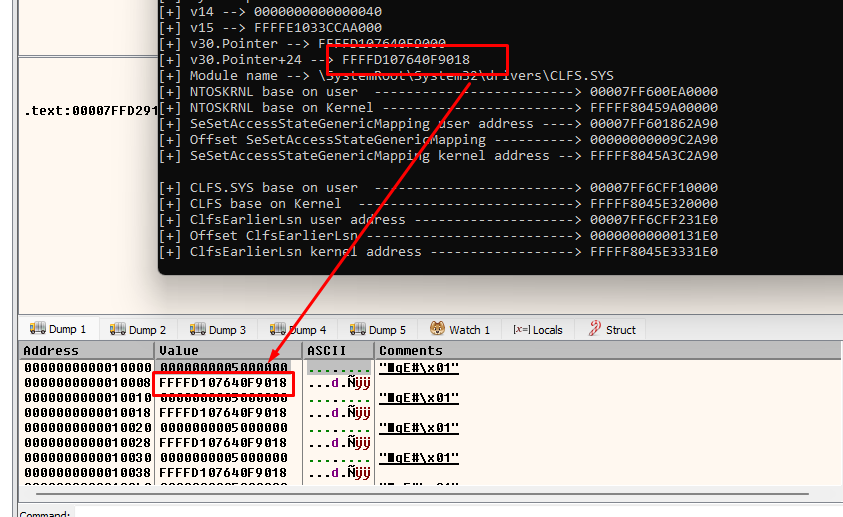 [+] v14 --> 0000000000000040
[+] v15 --> FFFFE1033CCAA000
[+] v30.Pointer --> FFFFD107640F9000
[+] v30.Pointer+24 --> FFFFD107640F9018
[+] Module name --> \SystemRoot\System32\drivers\CLFS.SYS
[+] NTOSKRNL base on user -------------------------> 00007FF600EA0000
[+] NTOSKRNL base on Kernel -----------------------> FFFFF80459A00000
[+] SeSetAccessStateGenericMapping user address ----> 00007FF601862A90
[+] Offset SeSetAccessStateGenericMapping ----------> 00000000009C2A90
[+] SeSetAccessStateGenericMapping kernel address --> FFFFF8045A3C2A90
[+] CLFS.SYS base on user -------------------------> 00007FF6CFF10000
[+] CLFS base on Kernel --------------------------> FFFFF8045E320000
[+] ClfsEarlierLsn user address --------------------> 00007FF6CFF231E0
[+] Offset ClfsEarlierLsn --------------------------> 00000000000131E0
[+] ClfsEarlierLsn kernel address ------------------> FFFFF8045E3331E0
.text:00007FFD291
Dump 1 Dump 2 Dump 3 Dump 4 Dump 5 Watch 1 [x=] Locals Struct
Address Value ASCII Comments
0000000000010000 0000000005000000 ........ "■qE#\x01"
0000000000010008 FFFFD107640F9018 ...d.Ñÿÿ
0000000000010010 0000000005000000 ........ "■qE#\x01"
0000000000010018 FFFFD107640F9018 ...d.Ñÿÿ
0000000000010020 0000000005000000 ........ "■qE#\x01"
0000000000010028 FFFFD107640F9018 ...d.Ñÿÿ
0000000000010030 0000000005000000 ........ "■qE#\x01"
0000000000010038 FFFFD107640F9018 ...d.Ñÿÿ
Command: